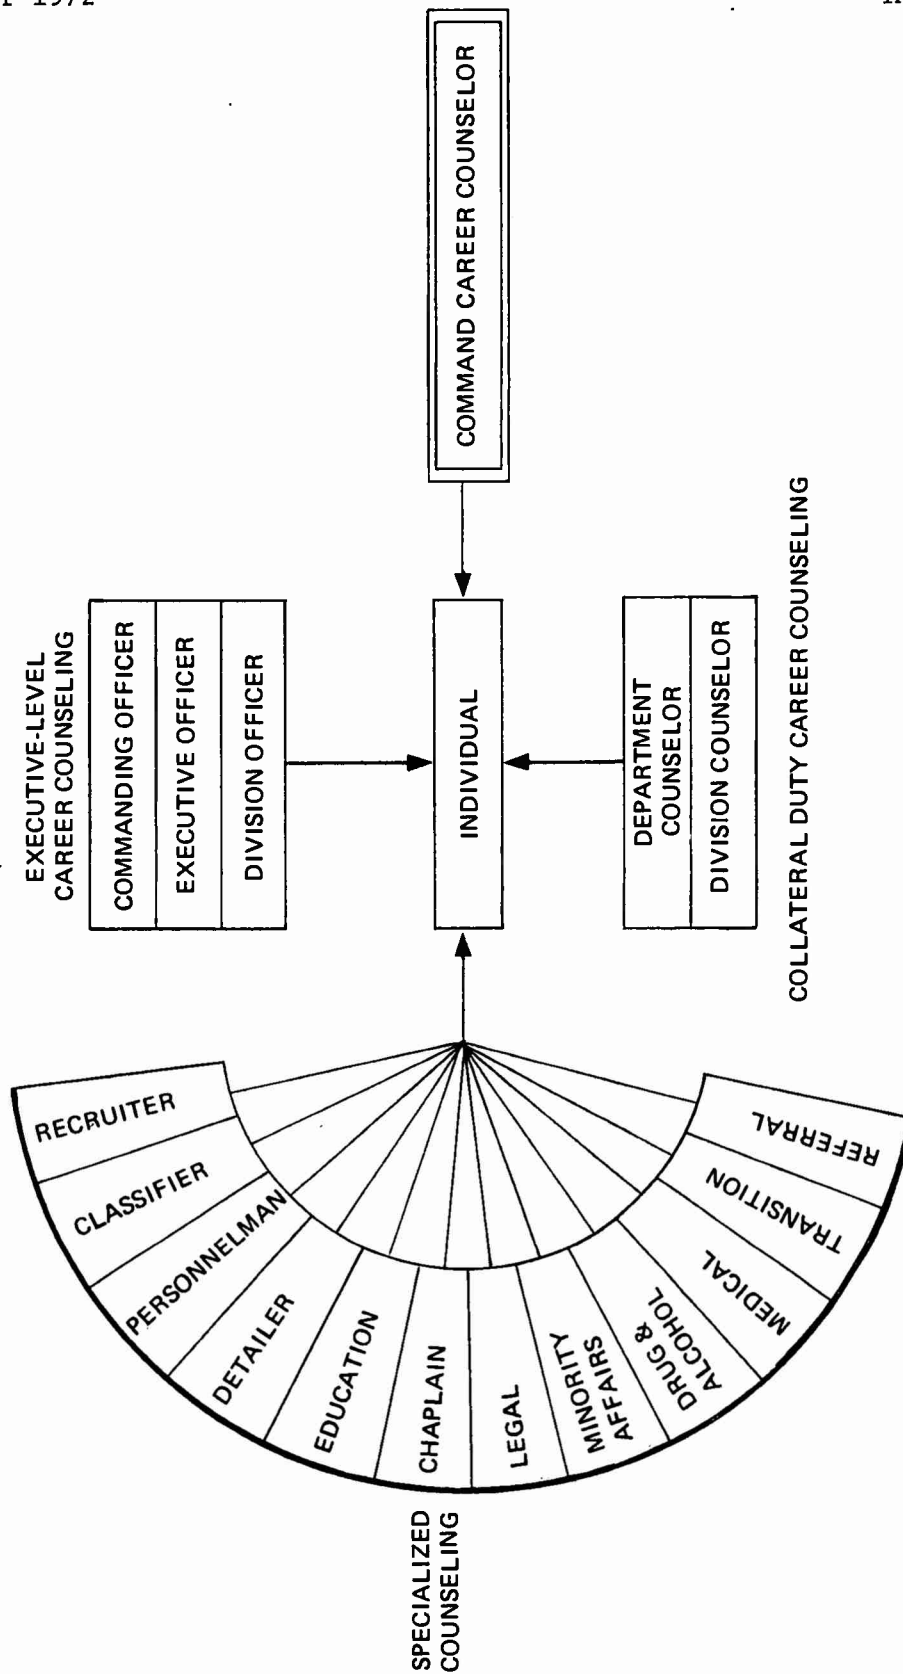 1972
EXECUTIVE-LEVEL
CAREER COUNSELING
COMMANDING OFFICER
EXECUTIVE OFFICER
DIVISION OFFICER
SPECIALIZED
COUNSELING
RECRUITER
CLASSIFIER
PERSONNELMAN
DETAILER
EDUCATION
CHAPLAIN
LEGAL
MINORITY
AFFAIRS
DRUG &
ALCOHOL
MEDICAL
TRANSITION
REFERRAL
INDIVIDUAL
COMMAND CAREER COUNSELOR
DEPARTMENT
COUNSELOR
DIVISION COUNSELOR
COLLATERAL DUTY CAREER COUNSELING